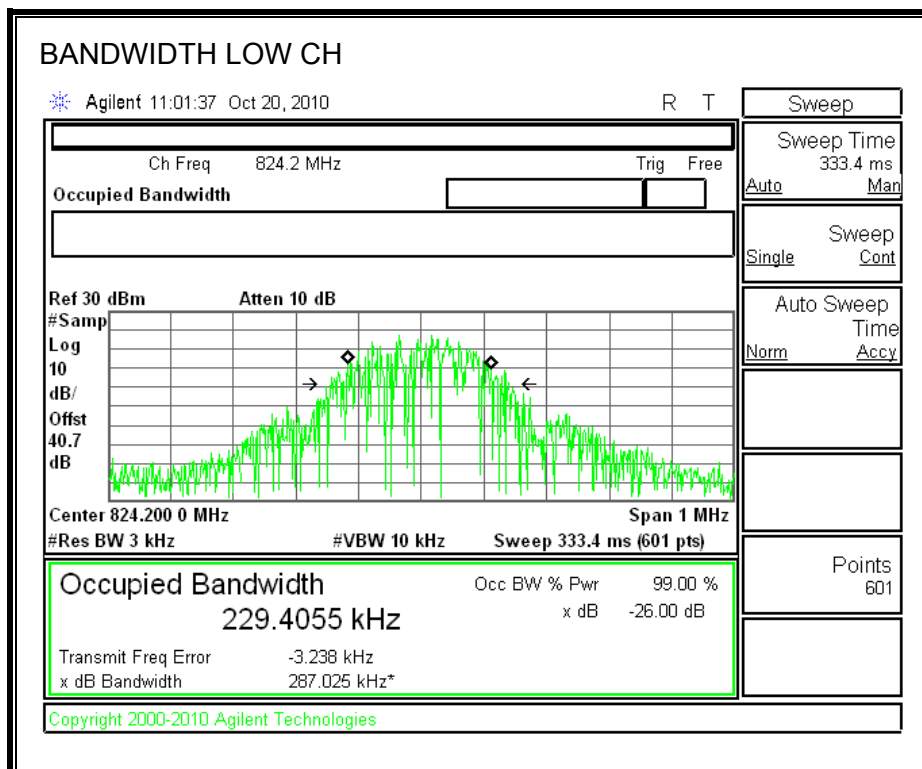 BANDWIDTH LOW CH
Agilent 11:01:37 Oct 20, 2010 R T
Sweep
Ch Freq 824.2 MHz Trig Free
Occupied Bandwidth
Sweep Time
333.4 ms
Auto Man
Sweep
Single Cont
Auto Sweep
Time
Norm Accy
Points
601
Ref 30 dBm Atten 10 dB
#Samp
Log
10
dB/
Offst
40.7
dB
Center 824.200 0 MHz Span 1 MHz
#Res BW 3 kHz #VBW 10 kHz Sweep 333.4 ms (601 pts)
Occupied Bandwidth Occ BW % Pwr 99.00 %
229.4055 kHz x dB -26.00 dB
Transmit Freq Error -3.238 kHz
x dB Bandwidth 287.025 kHz*
Copyright 2000-2010 Agilent Technologies